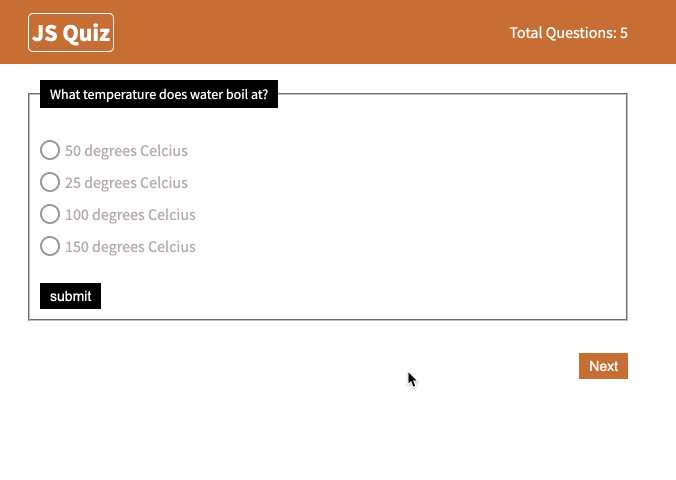 JS Quiz
Total Questions: 5
What temperature does water boil at?
50 degrees Celcius
25 degrees Celcius
100 degrees Celcius
150 degrees Celcius
submit
Next